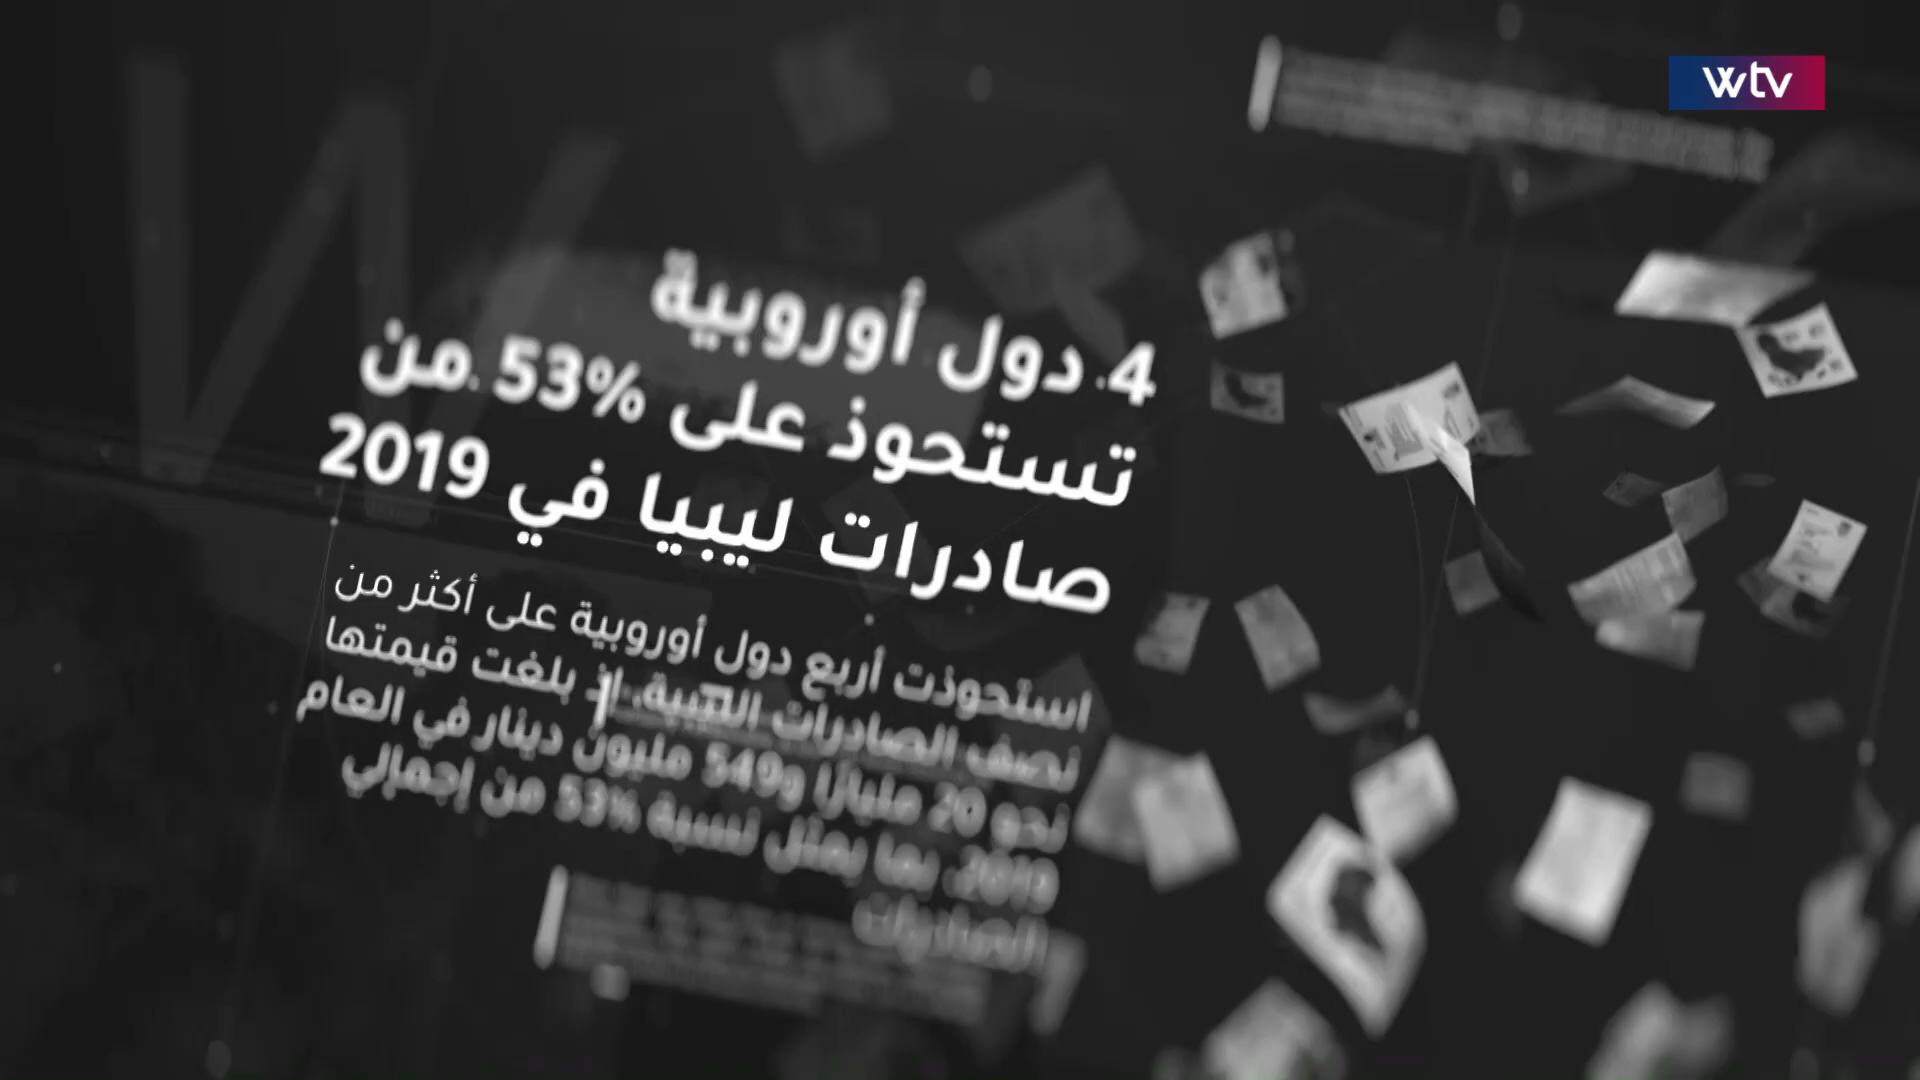 wtv
4 دول أوروبية
تستحوذ على 53% من
صادرات ليبيا في 2019
استحوذت أربع دول أوروبية على أكثر من
نصف الصادرات الليبية، إذ بلغت قيمتها
نحو 20 مليارًا و549 مليون دينار في العام
2019، بما يمثل نسبة 53% من إجمالي
الصادرات